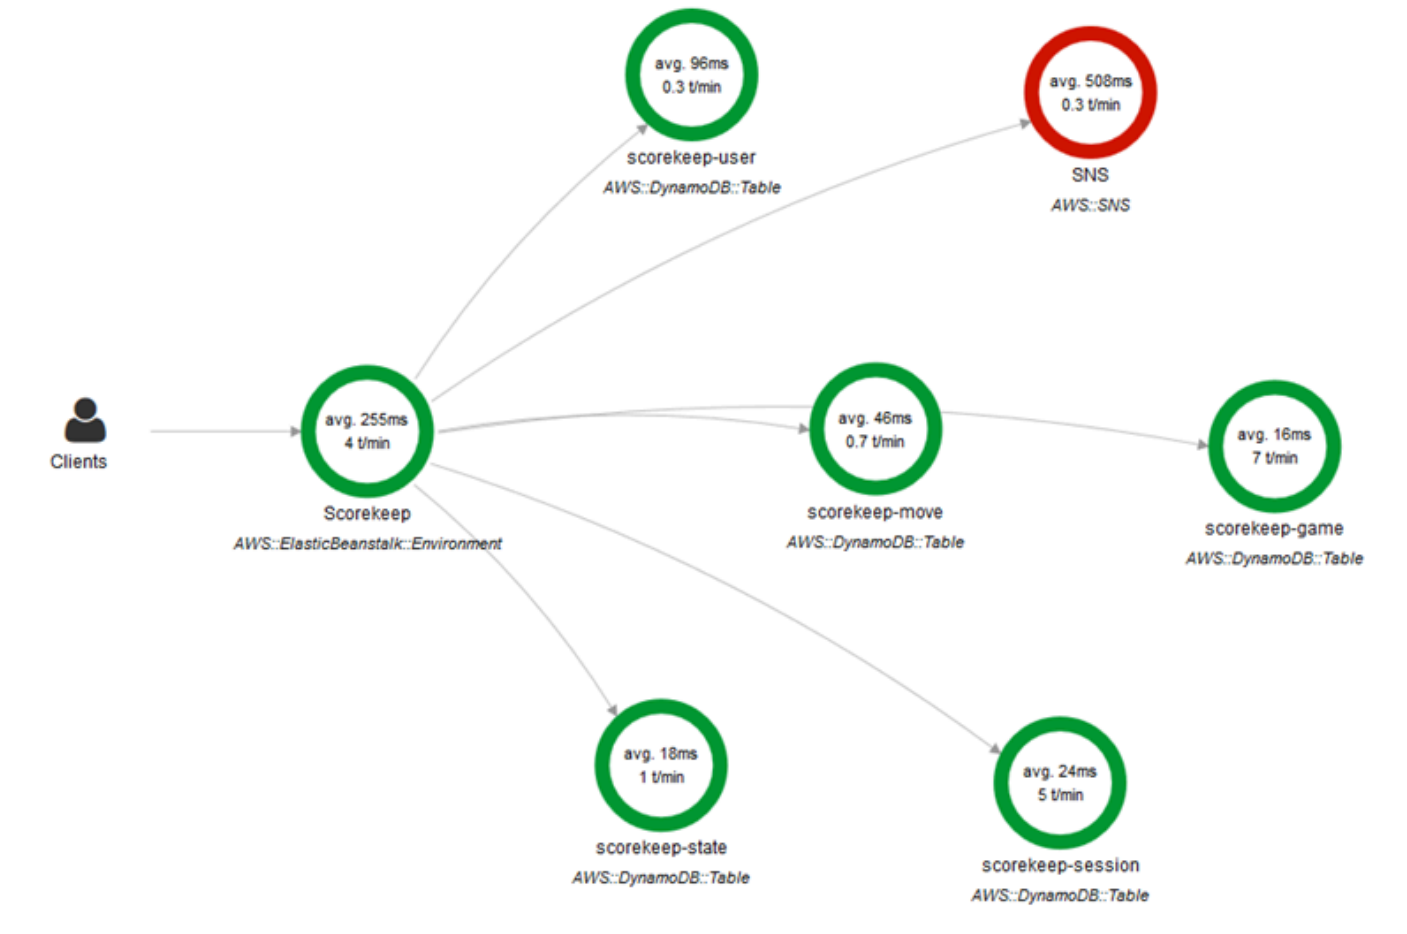 avg. 96ms
0.3 t/min
scorekeep-user
AWS::DynamoDB::Table
avg. 508ms
0.3 t/min
SNS
AWS::SNS
Clients
avg. 255ms
4 t/min
Scorekeep
AWS::ElasticBeanstalk::Environment
avg. 46ms
0.7 t/min
scorekeep-move
AWS::DynamoDB::Table
avg. 16ms
7 t/min
scorekeep-game
AWS::DynamoDB::Table
avg. 18ms
1 t/min
scorekeep-state
AWS::DynamoDB::Table
avg. 24ms
5 t/min
scorekeep-session
AWS::DynamoDB::Table